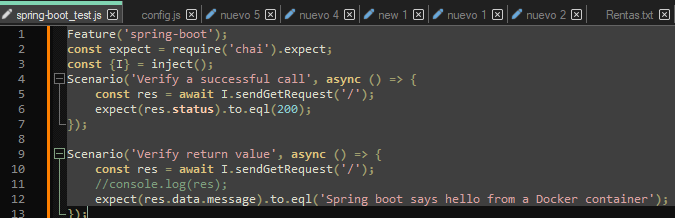 spring-boot_test.js config.js nuevo 5 nuevo 4 new 1 nuevo 1 nuevo 2 Rentas.txt
1 Feature('spring-boot');
2 const expect = require('chai').expect;
3 const {I} = inject();
4 Scenario('Verify a successful call', async () => {
5 const res = await I.sendGetRequest('/');
6 expect(res.status).to.eql(200);
7 });
8
9 Scenario('Verify return value', async () => {
10 const res = await I.sendGetRequest('/');
11 //console.log(res);
12 expect(res.data.message).to.eql('Spring boot says hello from a Docker container');
13 });